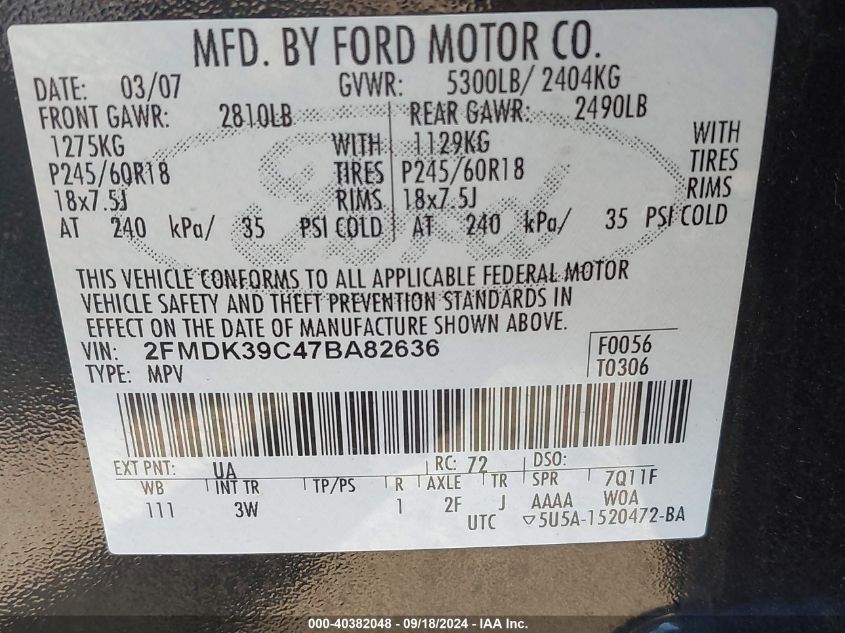 MFD. BY FORD MOTOR CO.
DATE: 03/07 GVWR: 5300LB/ 2404KG
FRONT GAWR: 2810LB REAR GAWR: 2490LB
1275KG WITH 1129KG WITH
P245/60R18 TIRES P245/60R18 TIRES
18x7.5J RIMS 18x7.5J RIMS
AT 240 kPa/ 35 PSI COLD AT 240 kPa/ 35 PSI COLD
Ford
THIS VEHICLE CONFORMS TO ALL APPLICABLE FEDERAL MOTOR
VEHICLE SAFETY AND THEFT PREVENTION STANDARDS IN
EFFECT ON THE DATE OF MANUFACTURE SHOWN ABOVE.
VIN: 2FMDK39C47BA82636 F0056
TYPE: MPV T0306
EXT PNT: UA RC: 72 DSO:
WB INT TR TP/PS R AXLE TR SPR 7Q11F
111 3W 1 2F J AAAA WOA
UTC ▽5U5A-1520472-BA
000-40382048 - 09/18/2024 - IAA Inc.